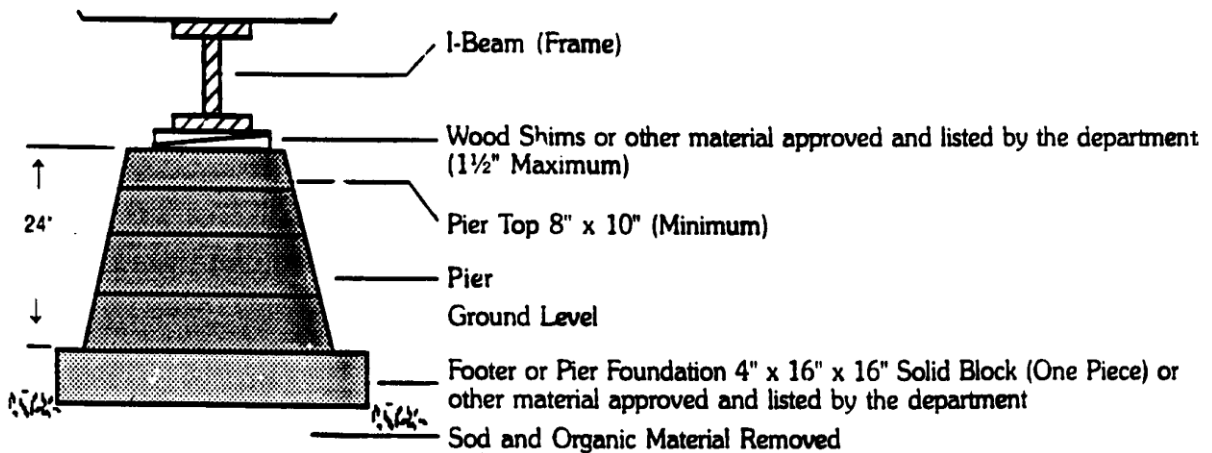 I-Beam (Frame)
Wood Shims or other material approved and listed by the department
(1½" Maximum)
24"
Pier Top 8" x 10" (Minimum)
Pier
Ground Level
Footer or Pier Foundation 4" x 16" x 16" Solid Block (One Piece) or
other material approved and listed by the department
Sod and Organic Material Removed